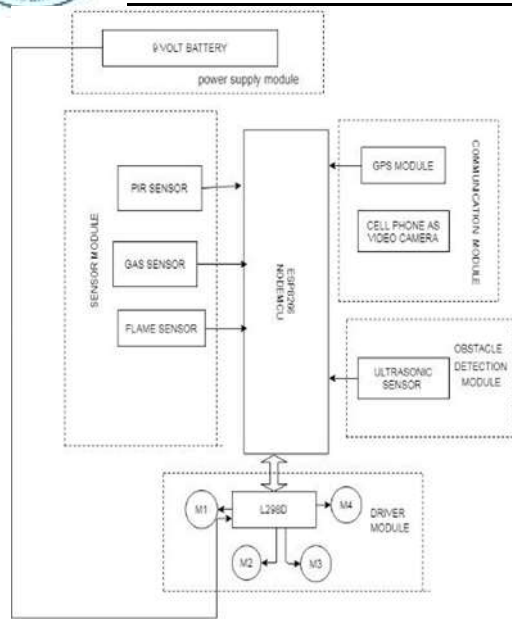 9 VOLT BATTERY
power supply module
SENSOR MODULE
PIR SENSOR
GAS SENSOR
FLAME SENSOR
ESP8266
NODEMCU
COMMUNICATION MODULE
GPS MODULE
CELL PHONE AS
VIDEO CAMERA
OBSTACLE
DETECTION
MODULE
ULTRASONIC
SENSOR
L298D
M1
M4
M2
M3
DRIVER
MODULE